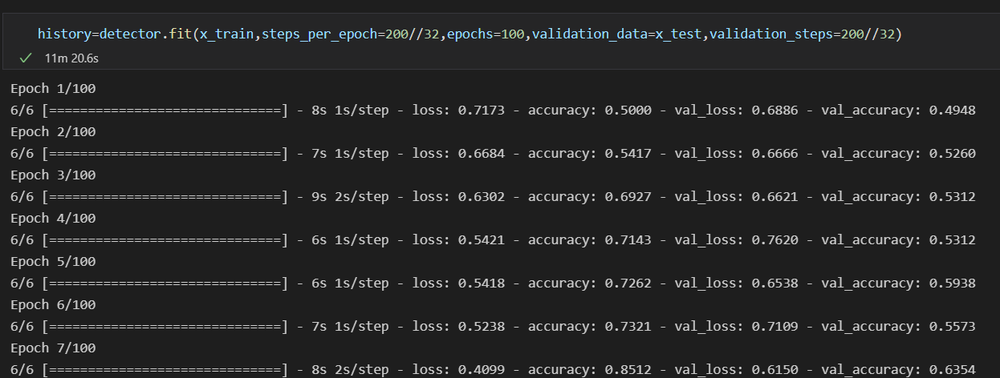 history=detector.fit(x_train,steps_per_epoch=200//32,epochs=100,validation_data=x_test,validation_steps=200//32)
✓ 11m 20.6s
Epoch 1/100
6/6 [==============================] - 8s 1s/step - loss: 0.7173 - accuracy: 0.5000 - val_loss: 0.6886 - val_accuracy: 0.4948
Epoch 2/100
6/6 [==============================] - 7s 1s/step - loss: 0.6684 - accuracy: 0.5417 - val_loss: 0.6666 - val_accuracy: 0.5260
Epoch 3/100
6/6 [==============================] - 9s 2s/step - loss: 0.6302 - accuracy: 0.6927 - val_loss: 0.6621 - val_accuracy: 0.5312
Epoch 4/100
6/6 [==============================] - 6s 1s/step - loss: 0.5421 - accuracy: 0.7143 - val_loss: 0.7620 - val_accuracy: 0.5312
Epoch 5/100
6/6 [==============================] - 6s 1s/step - loss: 0.5418 - accuracy: 0.7262 - val_loss: 0.6538 - val_accuracy: 0.5938
Epoch 6/100
6/6 [==============================] - 7s 1s/step - loss: 0.5238 - accuracy: 0.7321 - val_loss: 0.7109 - val_accuracy: 0.5573
Epoch 7/100
6/6 [==============================] - 8s 2s/step - loss: 0.4099 - accuracy: 0.8512 - val_loss: 0.6150 - val_accuracy: 0.6354